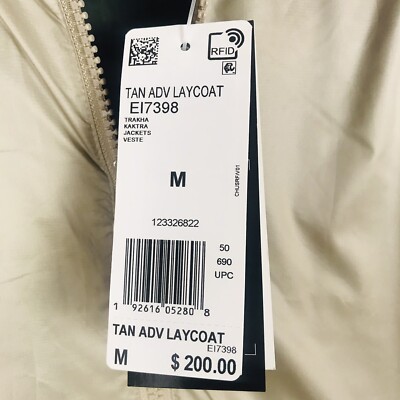 RFID
TAN ADV LAYCOAT
EI7398
TRAKHA
KAKTRA
JACKETS
VESTE
M
CHUSRFAV01
123326822
50
690
UPC
1 92616 05280 8
TAN ADV LAYCOAT
EI7398
M $ 200.00